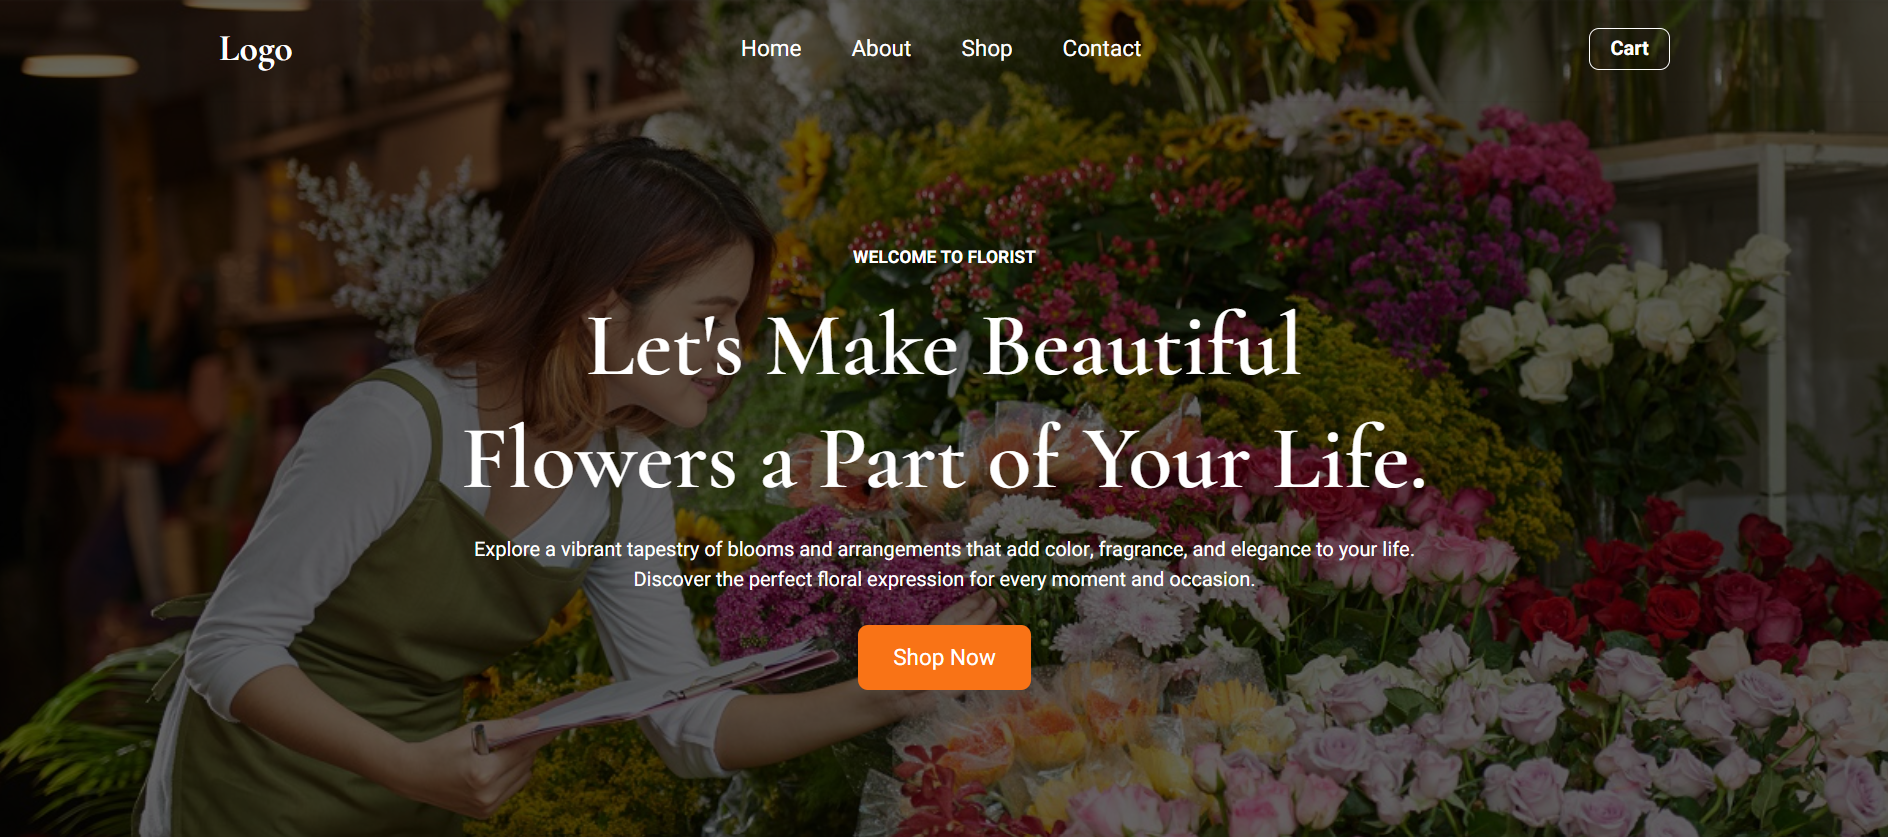 Logo
Home
About
Shop
Contact
Cart
WELCOME TO FLORIST
Let's Make Beautiful
Flowers a Part of Your Life.
Explore a vibrant tapestry of blooms and arrangements that add color, fragrance, and elegance to your life.
Discover the perfect floral expression for every moment and occasion.
Shop Now